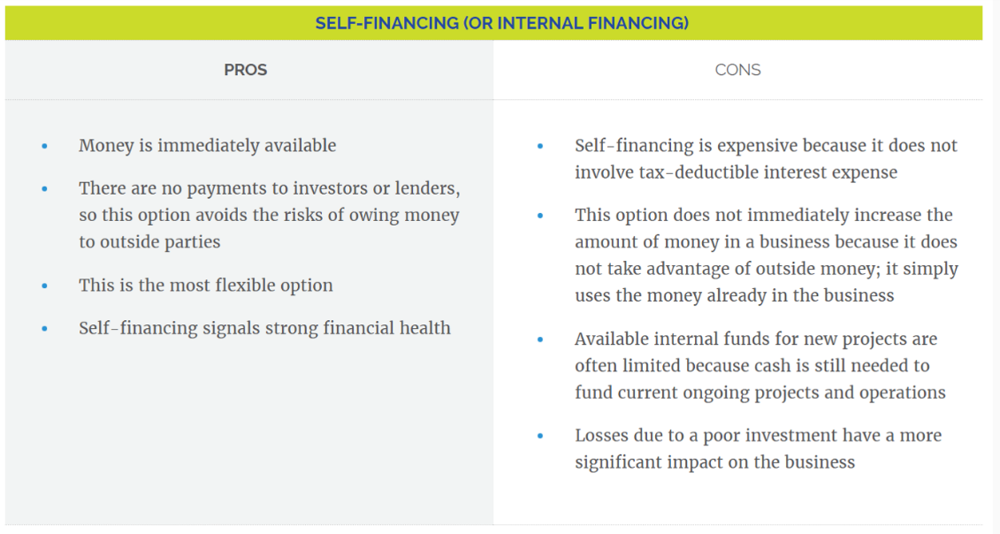 SELF-FINANCING (OR INTERNAL FINANCING)
PROS
CONS
Money is immediately available
There are no payments to investors or lenders,
so this option avoids the risks of owing money
to outside parties
This is the most flexible option
Self-financing signals strong financial health
Self-financing is expensive because it does not
involve tax-deductible interest expense
This option does not immediately increase the
amount of money in a business because it does
not take advantage of outside money; it simply
uses the money already in the business
Available internal funds for new projects are
often limited because cash is still needed to
fund current ongoing projects and operations
Losses due to a poor investment have a more
significant impact on the business